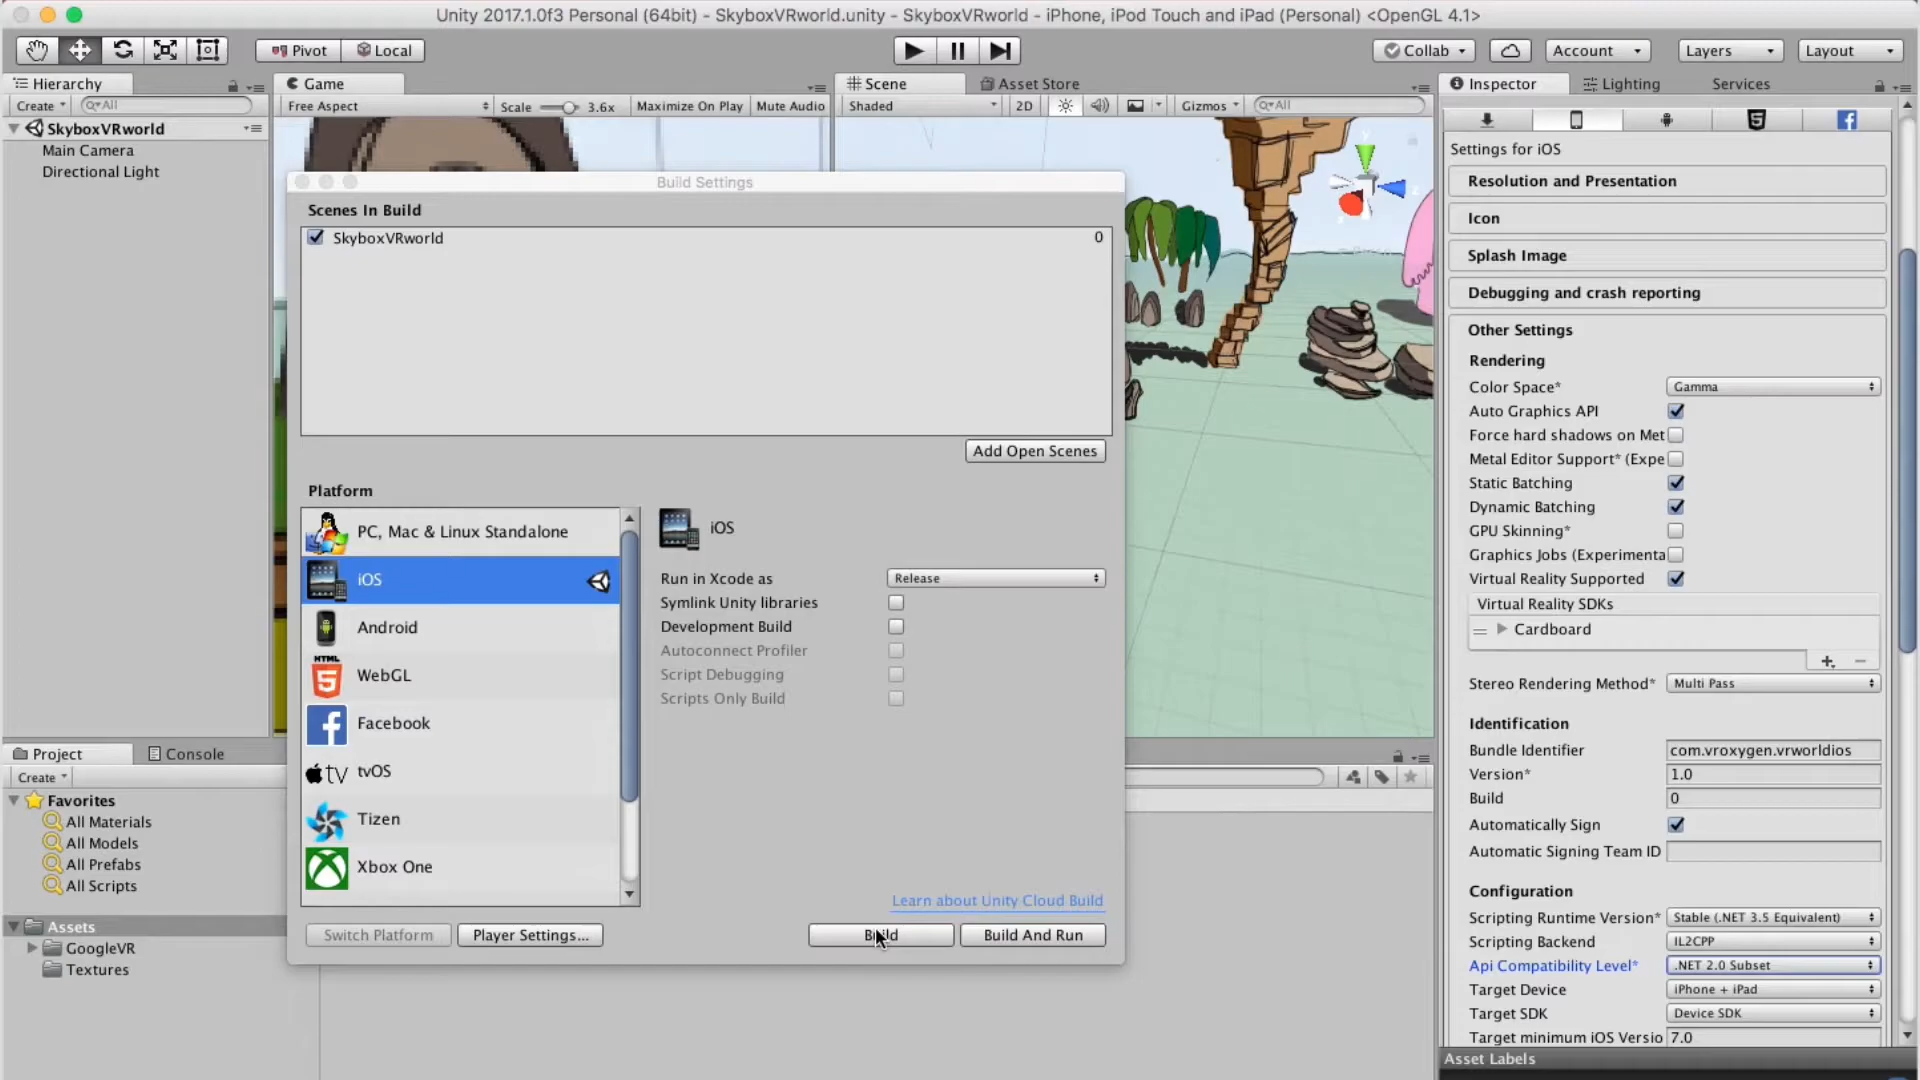 Unity 2017.1.0f3 Personal (64bit) - SkyboxVRworld.unity - SkyboxVRworld - iPhone, iPod Touch and iPad (Personal) <OpenGL 4.1>
Pivot
Local
Collab
Account
Layers
Layout
Hierarchy
Create
All
SkyboxVRworld
Main Camera
Directional Light
Game
Free Aspect
Scale
3.6x
Maximize On Play
Mute Audio
Scene
Asset Store
Shaded
2D
Gizmos
All
Build Settings
Scenes In Build
SkyboxVRworld
0
Add Open Scenes
Platform
PC, Mac & Linux Standalone
iOS
Android
HTML
5
WebGL
Facebook
tv
tvOS
Tizen
Xbox One
iOS
Run in Xcode as
Release
Symlink Unity libraries
Development Build
Autoconnect Profiler
Script Debugging
Scripts Only Build
Learn about Unity Cloud Build
Switch Platform
Player Settings...
Build
Build And Run
Project
Console
Create
Favorites
All Materials
All Models
All Prefabs
All Scripts
Assets
GoogleVR
Textures
Inspector
Lighting
Services
Settings for iOS
Resolution and Presentation
Icon
Splash Image
Debugging and crash reporting
Other Settings
Rendering
Color Space*
Gamma
Auto Graphics API
Force hard shadows on Met
Metal Editor Support* (Expe
Static Batching
Dynamic Batching
GPU Skinning*
Graphics Jobs (Experimenta
Virtual Reality Supported
Virtual Reality SDKs
Cardboard
Stereo Rendering Method*
Multi Pass
Identification
Bundle Identifier
com.vroxygen.vrworldios
Version*
1.0
Build
0
Automatically Sign
Automatic Signing Team ID
Configuration
Scripting Runtime Version*
Stable (.NET 3.5 Equivalent)
Scripting Backend
IL2CPP
Api Compatibility Level*
.NET 2.0 Subset
Target Device
iPhone + iPad
Target SDK
Device SDK
Target minimum iOS Versio
7.0
Asset Labels